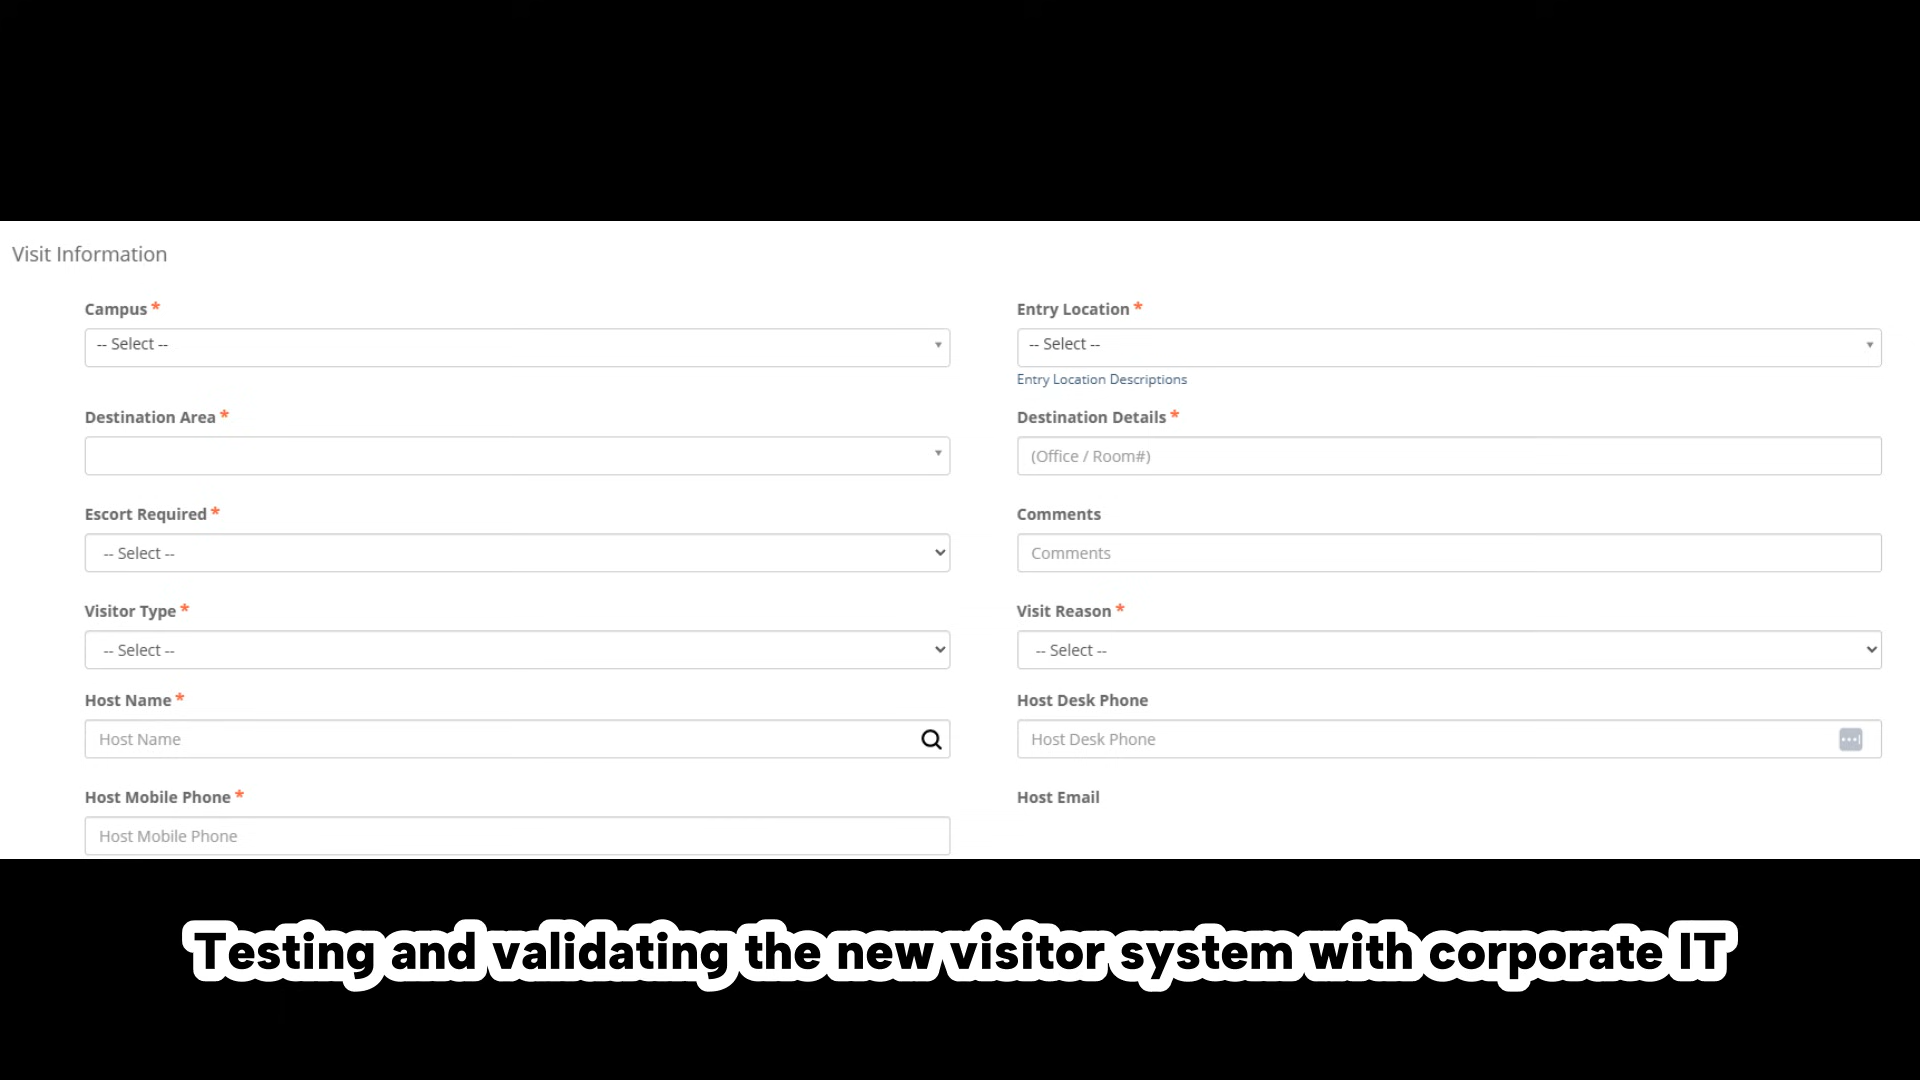 Visit Information
Campus *
-- Select --
Entry Location *
-- Select --
Entry Location Descriptions
Destination Area *
Destination Details *
(Office / Room#)
Escort Required *
-- Select --
Comments
Comments
Visitor Type *
-- Select --
Visit Reason *
-- Select --
Host Name *
Host Name
Host Desk Phone
Host Desk Phone
Host Mobile Phone *
Host Mobile Phone
Host Email
Testing and validating the new visitor system with corporate IT